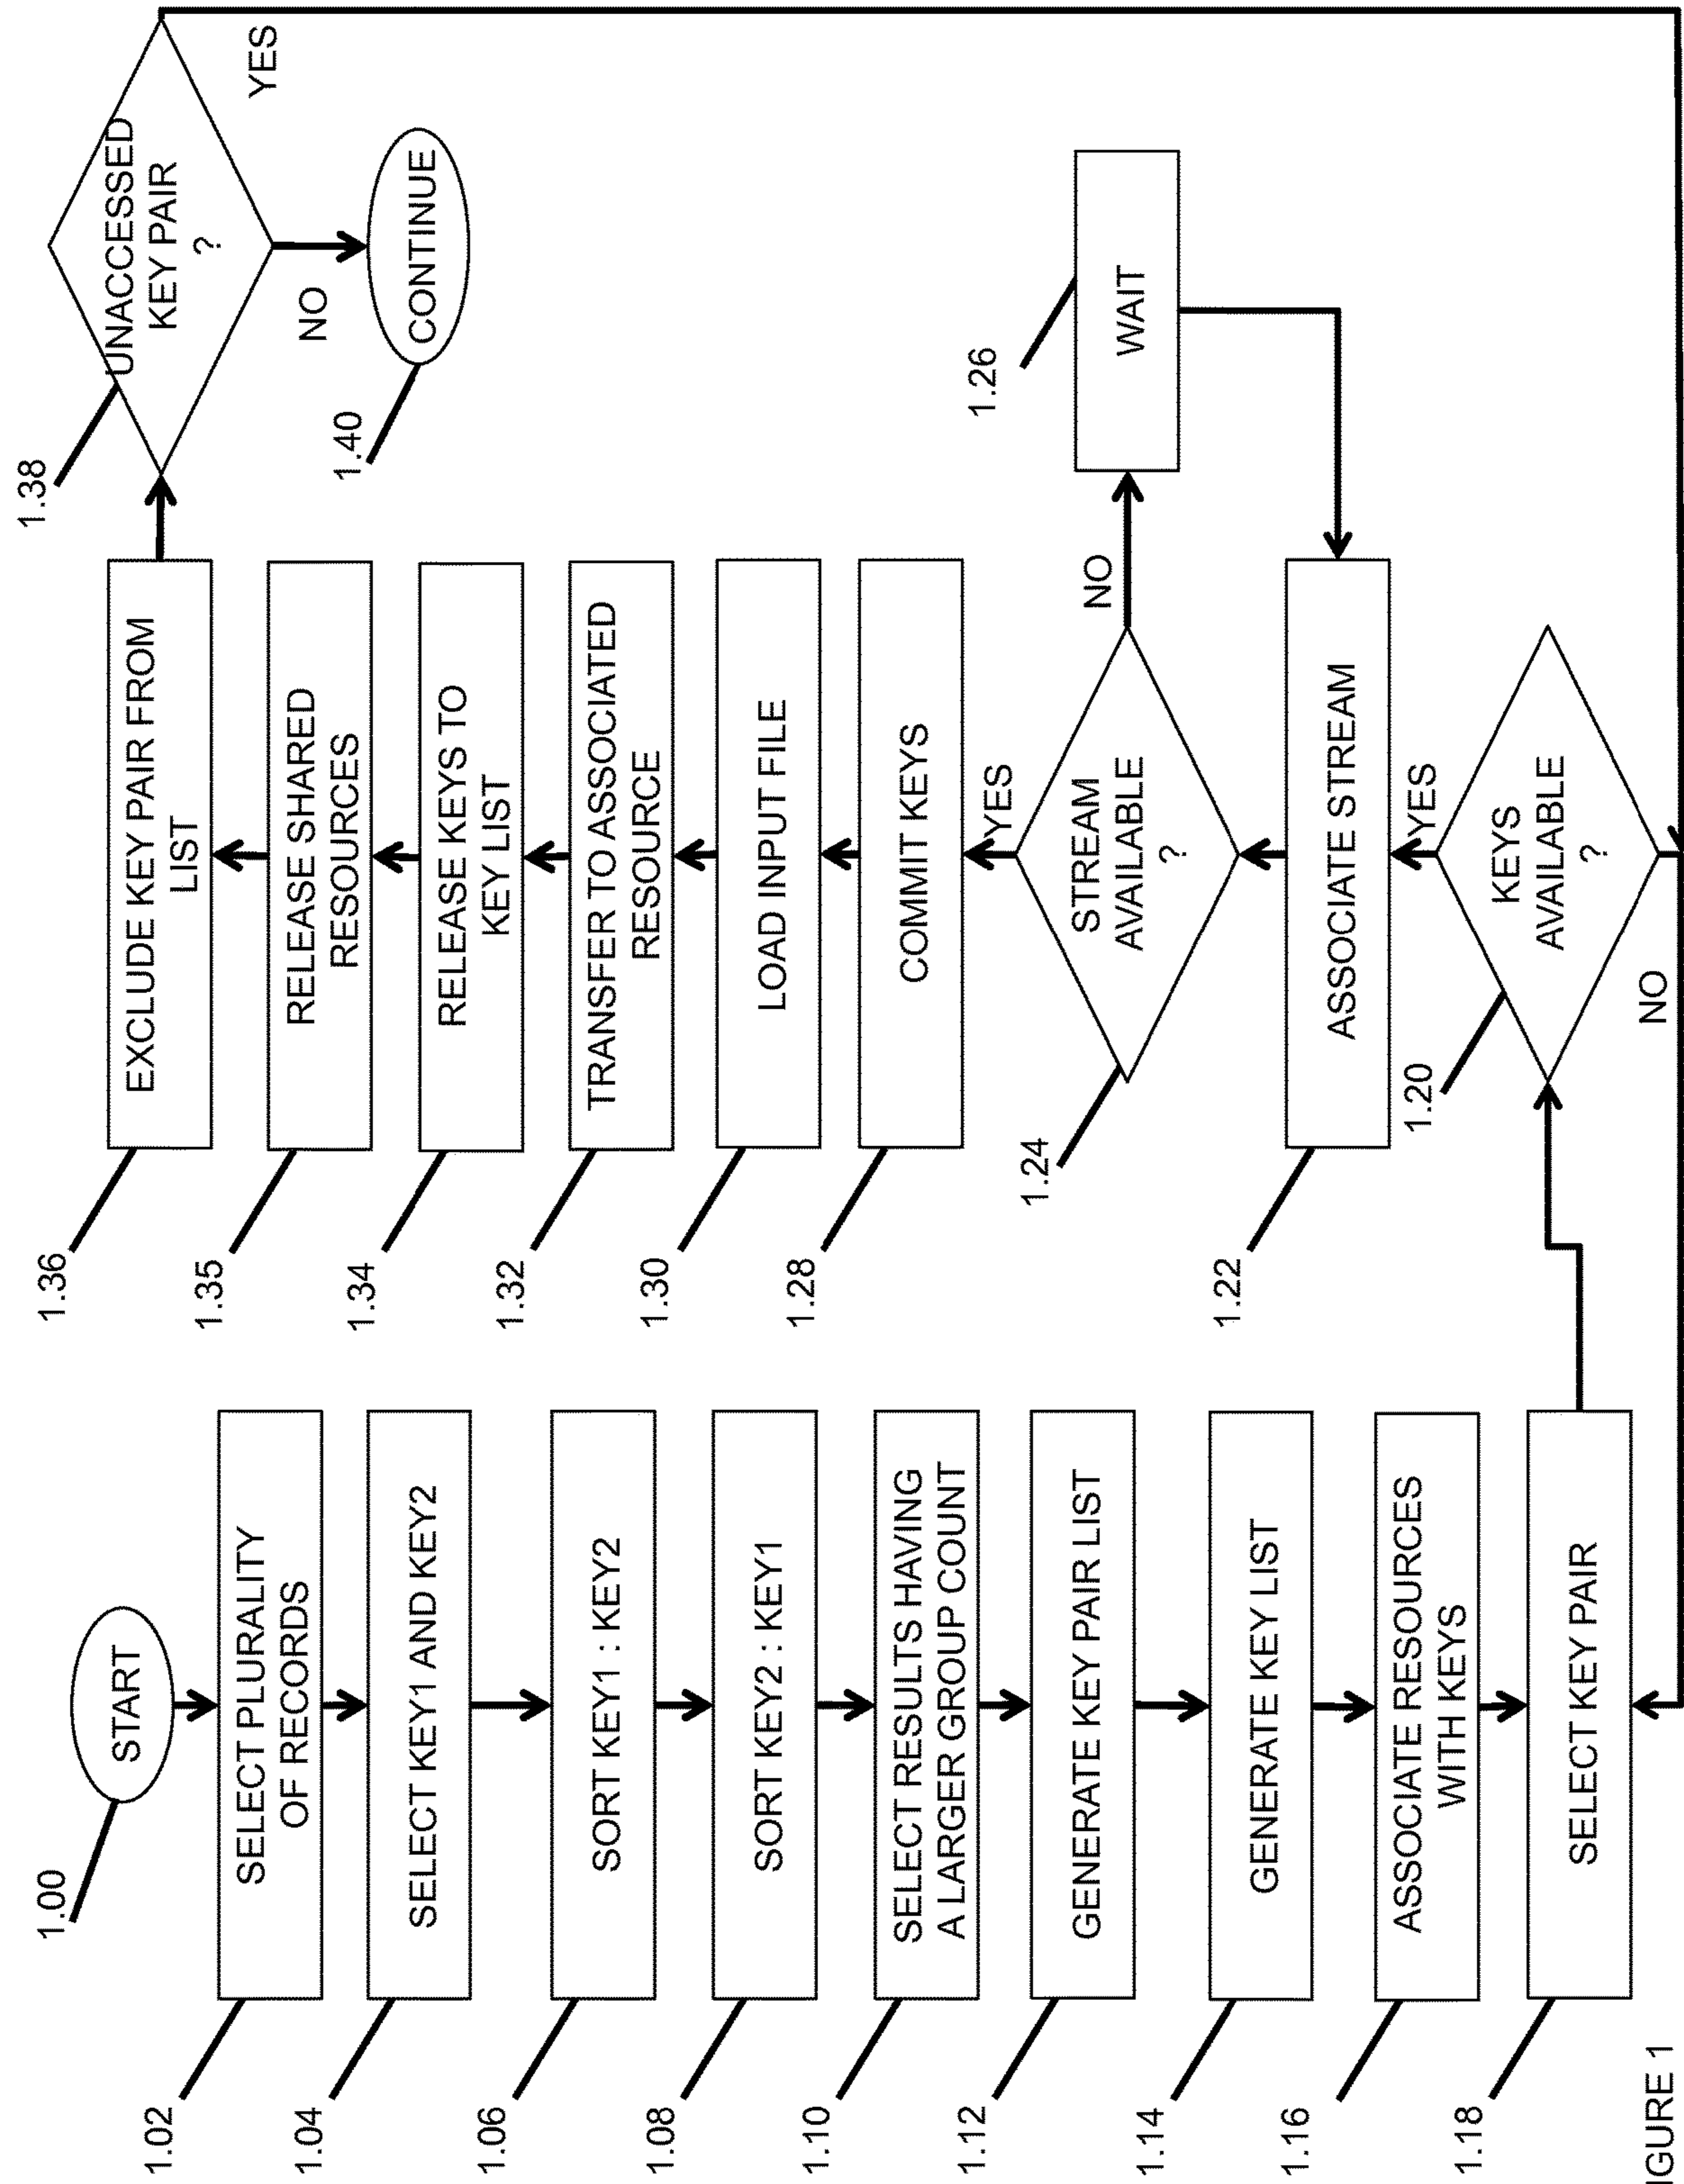 START
1.00
SELECT PLURALITY
OF RECORDS
1.02
SELECT KEY1 AND KEY2
1.04
SORT KEY1 : KEY2
1.06
SORT KEY2 : KEY1
1.08
SELECT RESULTS HAVING
A LARGER GROUP COUNT
1.10
GENERATE KEY PAIR LIST
1.12
GENERATE KEY LIST
1.14
ASSOCIATE RESOURCES
WITH KEYS
1.16
SELECT KEY PAIR
1.18
KEYS
AVAILABLE
?
1.20
NO
YES
ASSOCIATE STREAM
1.22
STREAM
AVAILABLE
?
1.24
NO
WAIT
1.26
YES
COMMIT KEYS
1.28
LOAD INPUT FILE
1.30
TRANSFER TO ASSOCIATED
RESOURCE
1.32
RELEASE KEYS TO
KEY LIST
1.34
RELEASE SHARED
RESOURCES
1.35
EXCLUDE KEY PAIR FROM
LIST
1.36
UNACCESSED
KEY PAIR
?
1.38
YES
NO
CONTINUE
1.40
IGURE 1